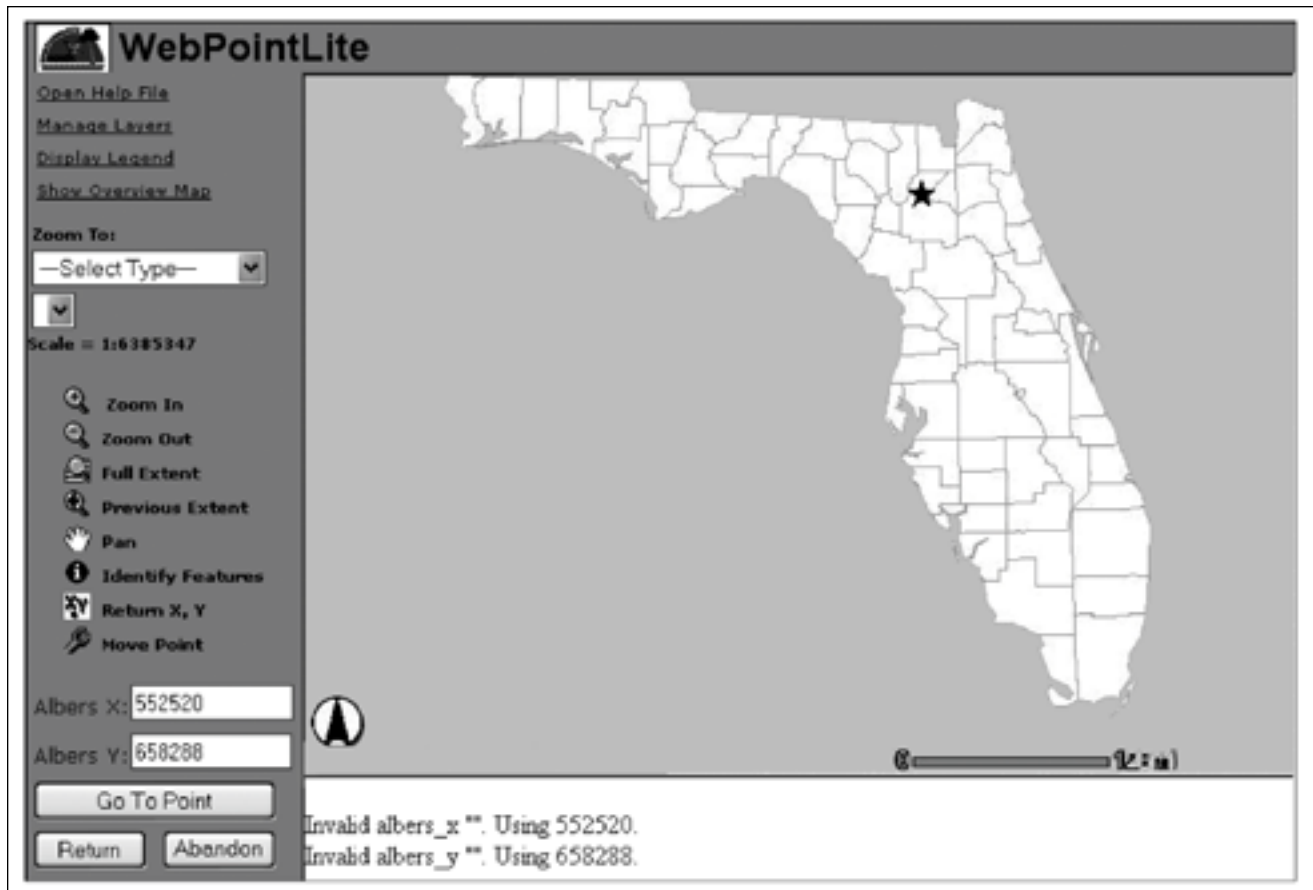 WebPointLite
Open Help File
Manage Layers
Display Legend
Show Overview Map
Zoom To:
—Select Type—
Scale = 1:6385347
Zoom In
Zoom Out
Full Extent
Previous Extent
Pan
Identify Features
XY Return X, Y
Move Point
Albers X: 552520
Albers Y: 658288
Go To Point
Return Abandon
Invalid albers_x "". Using 552520.
Invalid albers_y "". Using 658288.